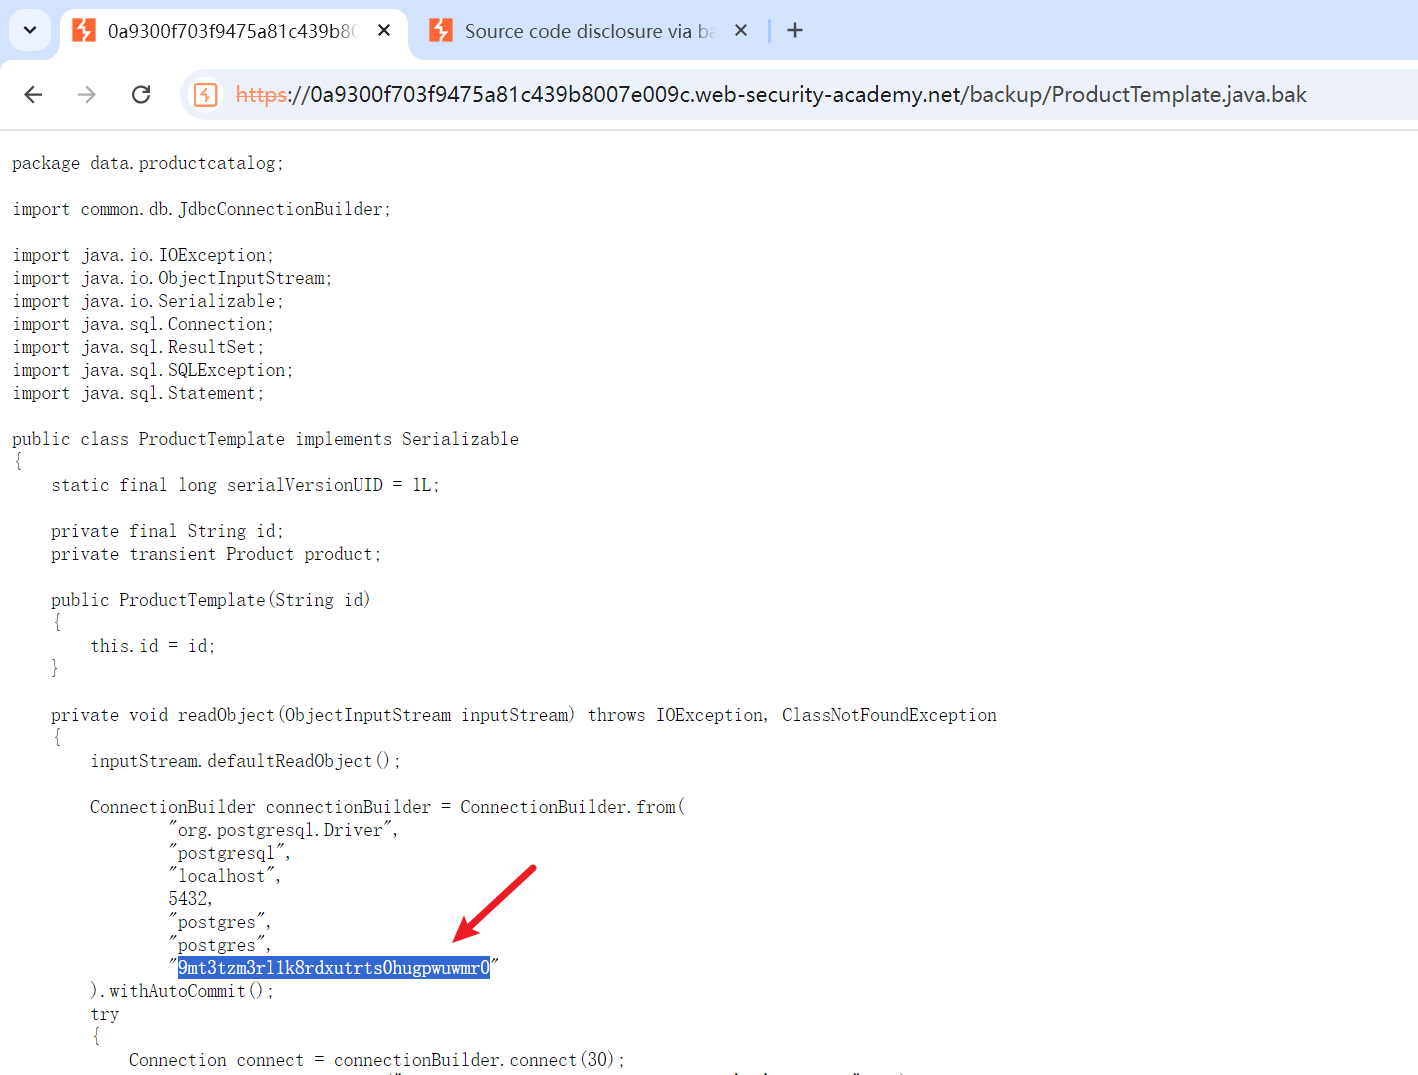 0a9300f703f9475a81c439b80
Source code disclosure via ba
https://0a9300f703f9475a81c439b8007e009c.web-security-academy.net/backup/ProductTemplate.java.bak
package data.productcatalog;

import common.db.JdbcConnectionBuilder;

import java.io.IOException;
import java.io.ObjectInputStream;
import java.io.Serializable;
import java.sql.Connection;
import java.sql.ResultSet;
import java.sql.SQLException;
import java.sql.Statement;

public class ProductTemplate implements Serializable
{
    static final long serialVersionUID = 1L;

    private final String id;
    private transient Product product;

    public ProductTemplate(String id)
    {
        this.id = id;
    }

    private void readObject(ObjectInputStream inputStream) throws IOException, ClassNotFoundException
    {
        inputStream.defaultReadObject();

        ConnectionBuilder connectionBuilder = ConnectionBuilder.from(
                "org.postgresql.Driver",
                "postgresql",
                "localhost",
                5432,
                "postgres",
                "postgres",
                "9mt3tzm3rl1k8rdxutrts0hugpwuwmr0"
        ).withAutoCommit();
        try
        {
            Connection connect = connectionBuilder.connect(30);